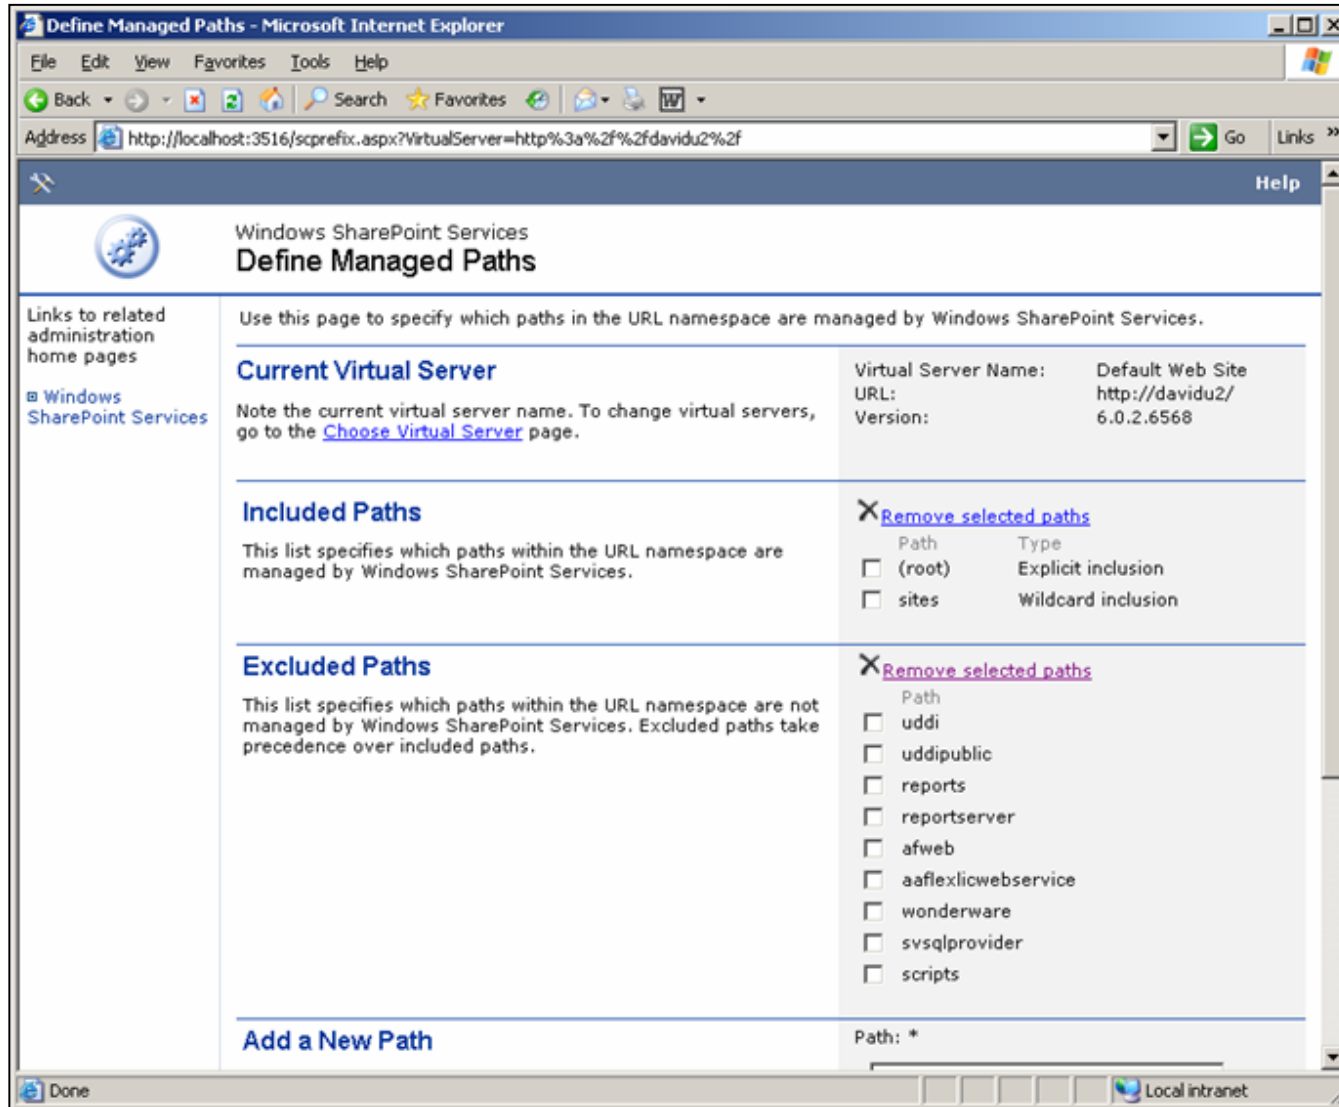 Define Managed Paths - Microsoft Internet Explorer
File Edit View Favorites Tools Help
Back Search Favorites
Address http://localhost:3516/scprefix.aspx?VirtualServer=http%3a%2f%2fdavidu2%2f Go Links »
Help
Windows SharePoint Services
Define Managed Paths
Links to related
administration
home pages
Windows
SharePoint Services
Use this page to specify which paths in the URL namespace are managed by Windows SharePoint Services.
Current Virtual Server
Note the current virtual server name. To change virtual servers,
go to the Choose Virtual Server page.
Virtual Server Name: Default Web Site
URL: http://davidu2/
Version: 6.0.2.6568
Included Paths
This list specifies which paths within the URL namespace are
managed by Windows SharePoint Services.
Remove selected paths
Path Type
(root) Explicit inclusion
sites Wildcard inclusion
Excluded Paths
This list specifies which paths within the URL namespace are not
managed by Windows SharePoint Services. Excluded paths take
precedence over included paths.
Remove selected paths
Path
uddi
uddipublic
reports
reportserver
afweb
aaflexlicwebservice
wonderware
svsqlprovider
scripts
Add a New Path
Path: *
Done
Local intranet